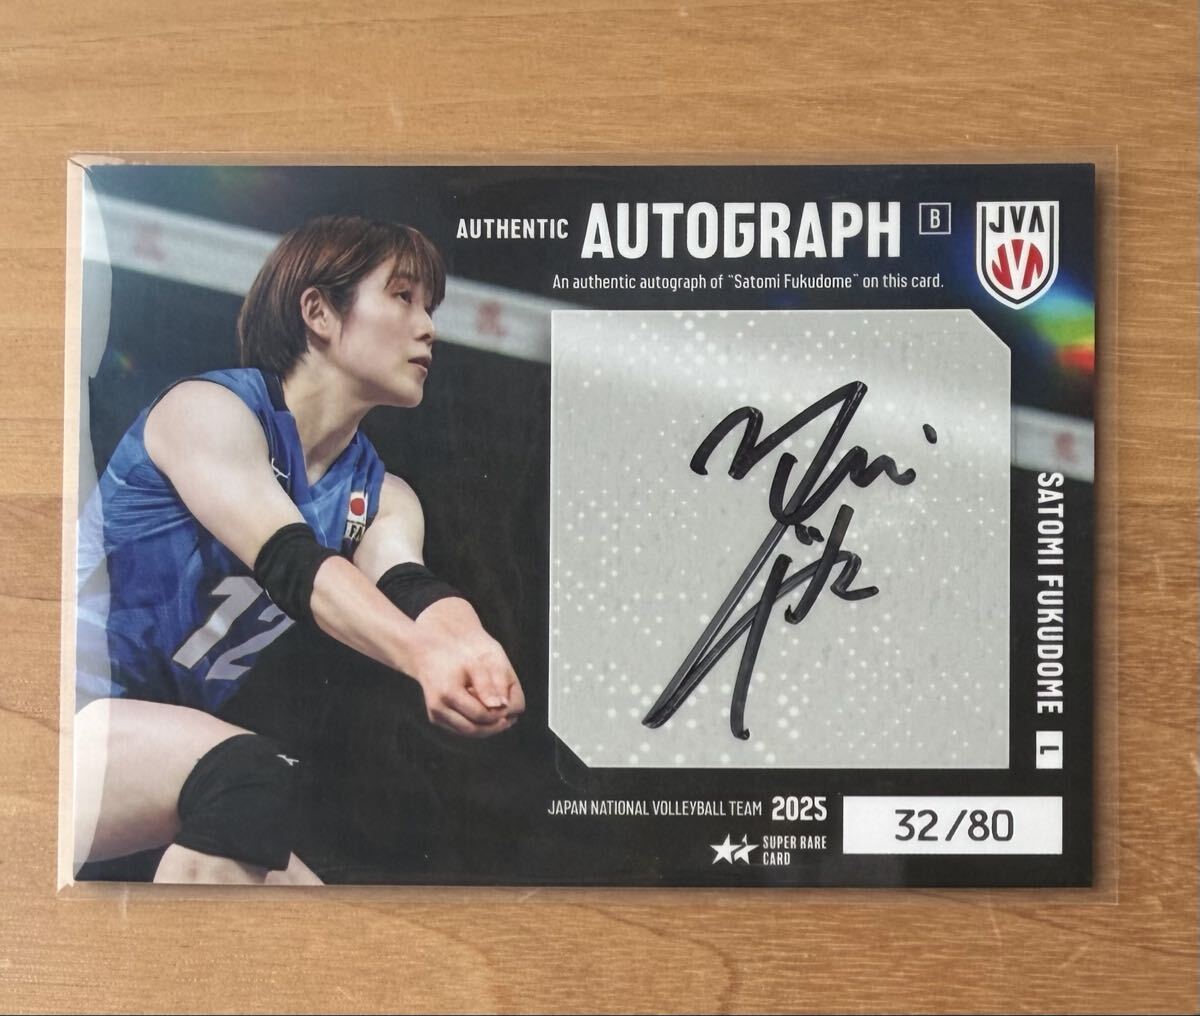 AUTHENTIC AUTOGRAPH B
An authentic autograph of "Satomi Fukudome" on this card.
JVA
JVA
SATOMI FUKUDOME L
12
JAPAN NATIONAL VOLLEYBALL TEAM 2025
SUPER RARE
CARD
32/80